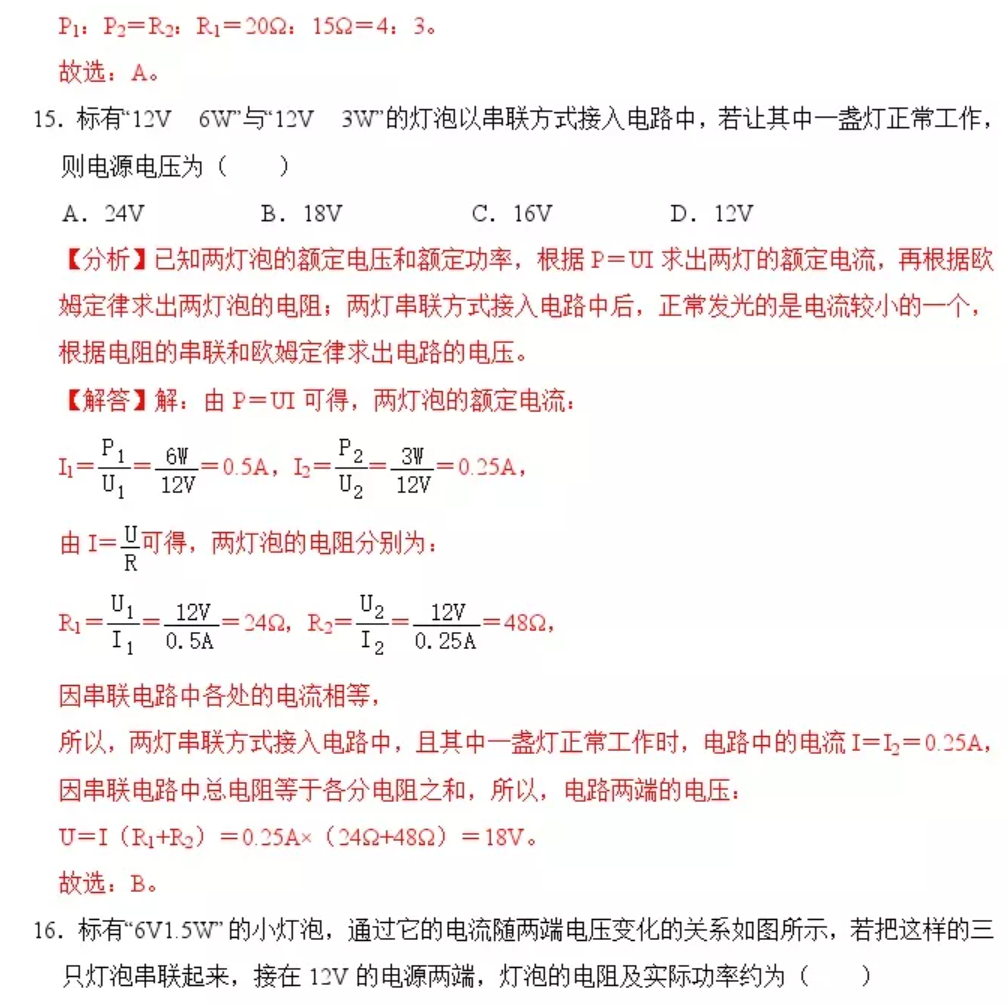 P₁：P₂＝R₂：R₁＝20Ω：15Ω＝4：3。
故选：A。
15．标有“12V 6W”与“12V 3W”的灯泡以串联方式接入电路中，若让其中一盏灯正常工作，
则电源电压为（ ）
A．24V B．18V C．16V D．12V
【分析】已知两灯泡的额定电压和额定功率，根据 P＝UI 求出两灯的额定电流，再根据欧
姆定律求出两灯泡的电阻；两灯串联方式接入电路中后，正常发光的是电流较小的一个，
根据电阻的串联和欧姆定律求出电路的电压。
【解答】解：由 P＝UI 可得，两灯泡的额定电流：
I₁＝P₁/U₁＝6W/12V＝0.5A，I₂＝P₂/U₂＝3W/12V＝0.25A，
由 I＝U/R可得，两灯泡的电阻分别为：
R₁＝U₁/I₁＝12V/0.5A＝24Ω，R₂＝U₂/I₂＝12V/0.25A＝48Ω，
因串联电路中各处的电流相等，
所以，两灯串联方式接入电路中，且其中一盏灯正常工作时，电路中的电流 I＝I₂＝0.25A，
因串联电路中总电阻等于各分电阻之和，所以，电路两端的电压：
U＝I（R₁+R₂）＝0.25A×（24Ω+48Ω）＝18V。
故选：B。
16．标有“6V1.5W”的小灯泡，通过它的电流随两端电压变化的关系如图所示，若把这样的三
只灯泡串联起来，接在 12V 的电源两端，灯泡的电阻及实际功率约为（ ）